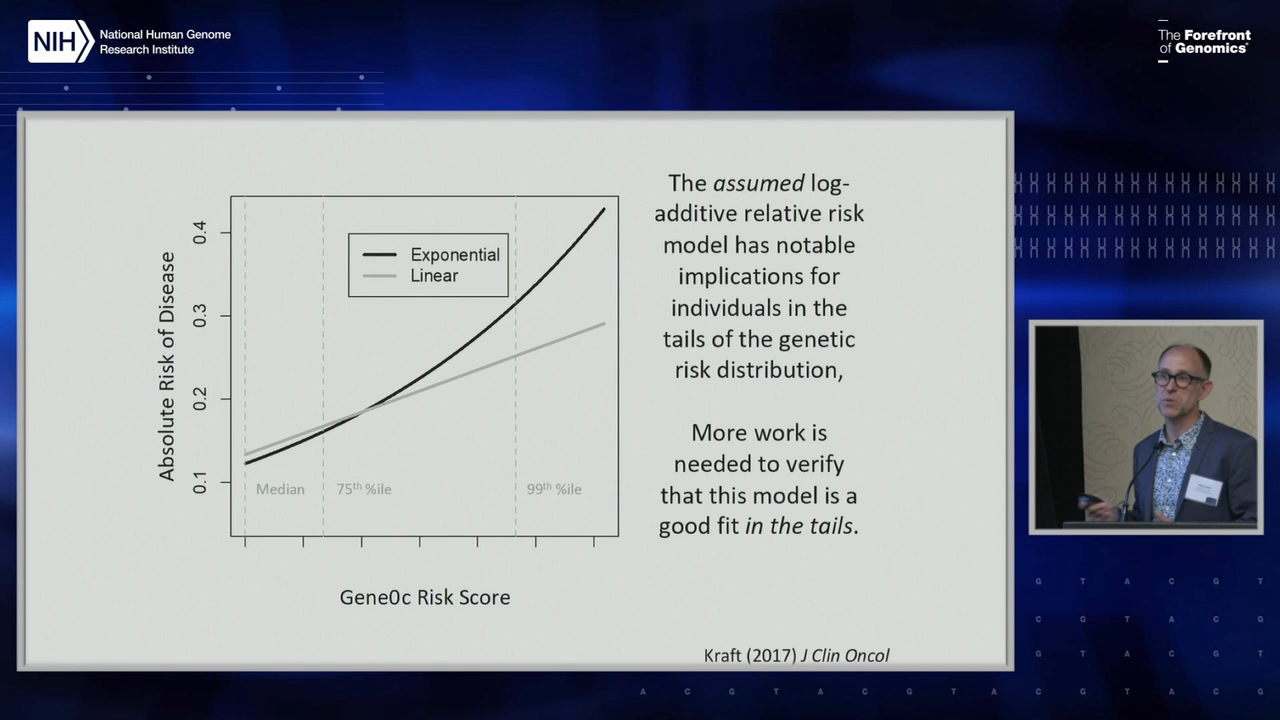 NIH
National Human Genome
Research Institute
The Forefront
of Genomics®
Absolute Risk of Disease
0.4
0.3
0.2
0.1
Exponential
Linear
Median
75th %ile
99th %ile
Gene0c Risk Score
The assumed log-
additive relative risk
model has notable
implications for
individuals in the
tails of the genetic
risk distribution,
More work is
needed to verify
that this model is a
good fit in the tails.
Kraft (2017) J Clin Oncol
G T A C G T
C G T A C G
G T A C G T
A C G T A C G T A C G T A C G